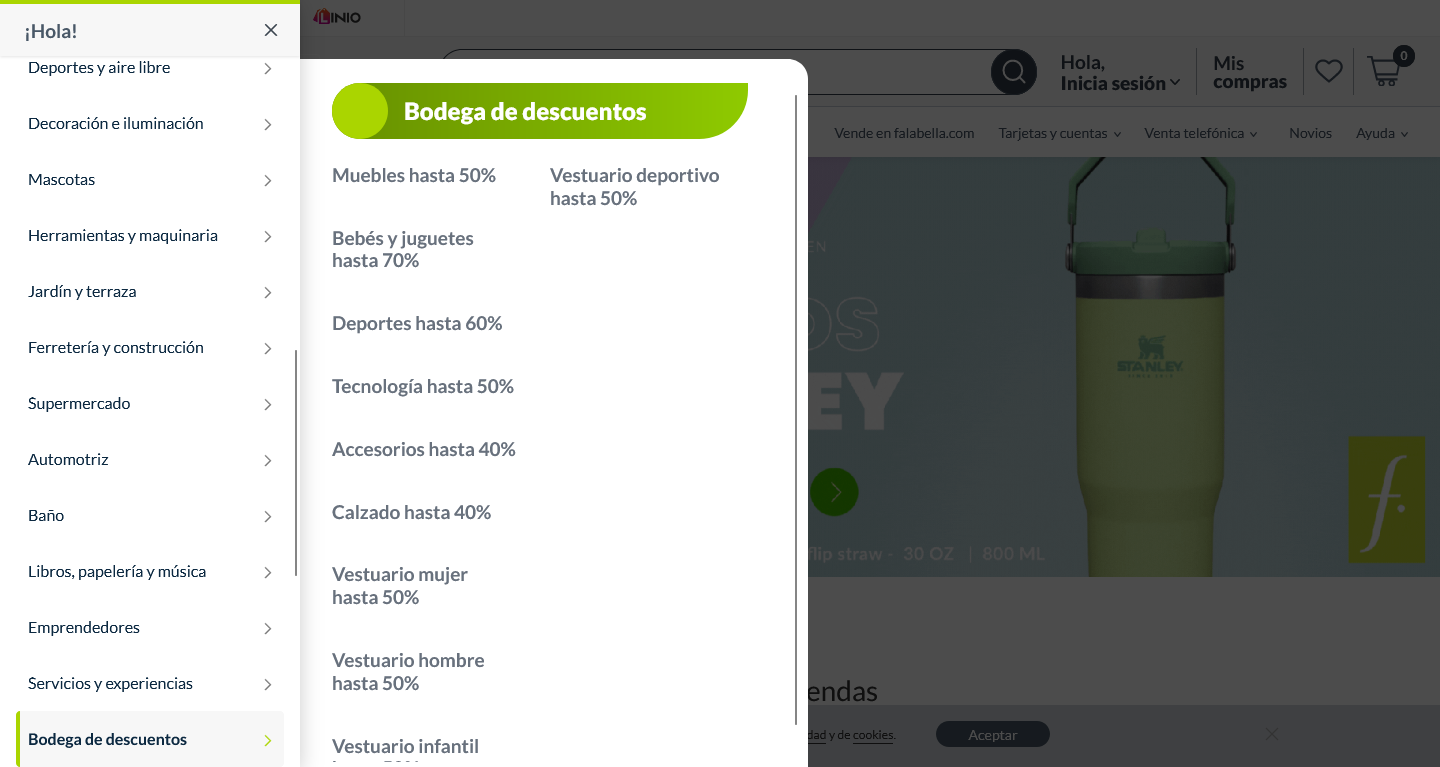 ¡Hola!
Deportes y aire libre
Decoración e iluminación
Mascotas
Herramientas y maquinaria
Jardín y terraza
Ferretería y construcción
Supermercado
Automotriz
Baño
Libros, papelería y música
Emprendedores
Servicios y experiencias
Bodega de descuentos
Bodega de descuentos
Muebles hasta 50%
Bebés y juguetes
hasta 70%
Deportes hasta 60%
Tecnología hasta 50%
Accesorios hasta 40%
Calzado hasta 40%
Vestuario mujer
hasta 50%
Vestuario hombre
hasta 50%
Vestuario infantil
Vestuario deportivo
hasta 50%
LINIO
Hola,
Inicia sesión
Mis
compras
0
Vende en falabella.com
Tarjetas y cuentas
Venta telefónica
Novios
Ayuda
EN
OS
EY
STANLEY
flip straw - 30 OZ | 800 ML
f.
endas
dad y de cookies.
Aceptar